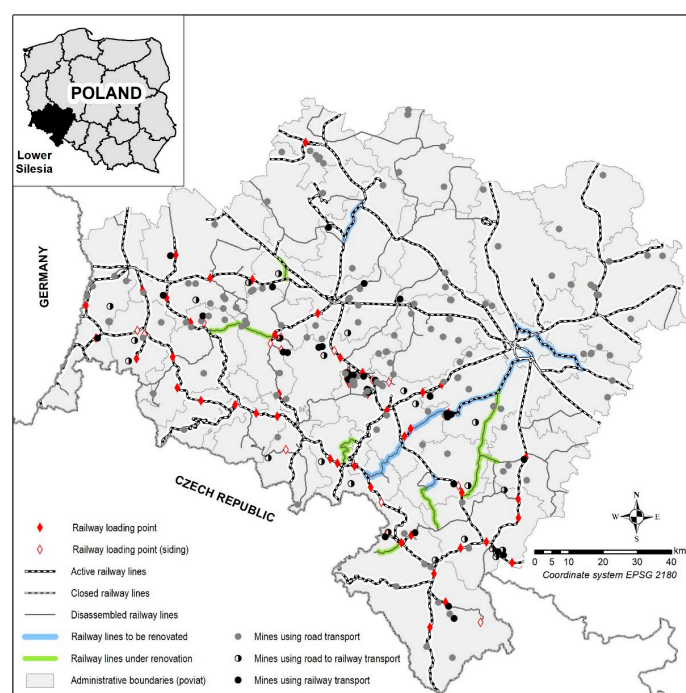 POLAND
Lower
Silesia
GERMANY
CZECH REPUBLIC
N
W E
S
0 5 10 20 30 40
km
Coordinate system EPSG 2180
Railway loading point
Railway loading point (siding)
Active railway lines
Closed railway lines
Disassembled railway lines
Railway lines to be renovated
Railway lines under renovation
Administrative boundaries (poviat)
Mines using road transport
Mines using road to railway transport
Mines using railway transport